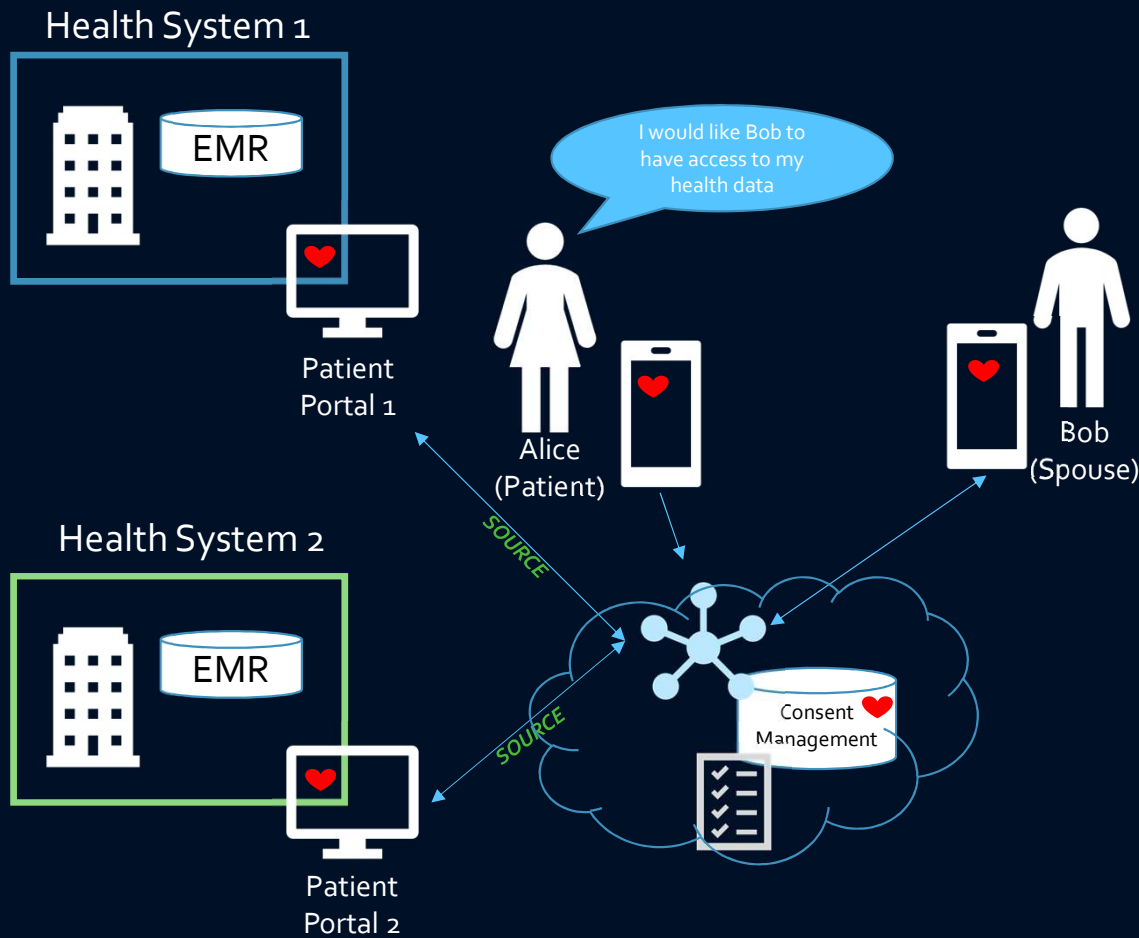 Health System 1
EMR
I would like Bob to
have access to my
health data
Patient
Portal 1
Alice
(Patient)
Bob
(Spouse)
SOURCE
Health System 2
EMR
SOURCE
Consent
Management
Patient
Portal 2